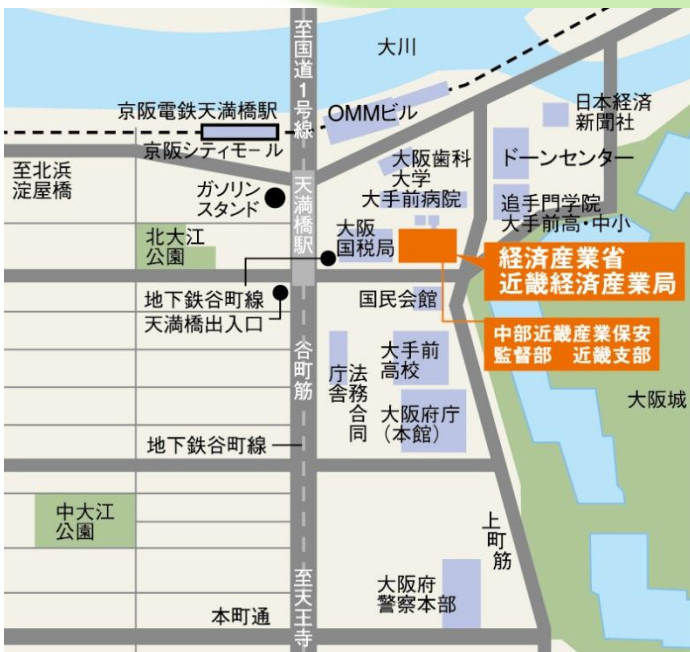 至国道1号線
大川
京阪電鉄天満橋駅
OMMビル
日本経済
新聞社
京阪シティモール
大阪歯科
大学
ドーンセンター
至北浜
淀屋橋
ガソリン
スタンド
天満橋駅
大手前病院
追手門学院
大手前高・中小
北大江
公園
大阪
国税局
経済産業省
近畿経済産業局
地下鉄谷町線
天満橋出入口
国民会館
中部近畿産業保安
監督部 近畿支部
谷町筋
法務合同
庁舎
大手前
高校
大阪城
大阪府庁
(本館)
地下鉄谷町線
中大江
公園
上町筋
至天王寺
大阪府
警察本部
本町通